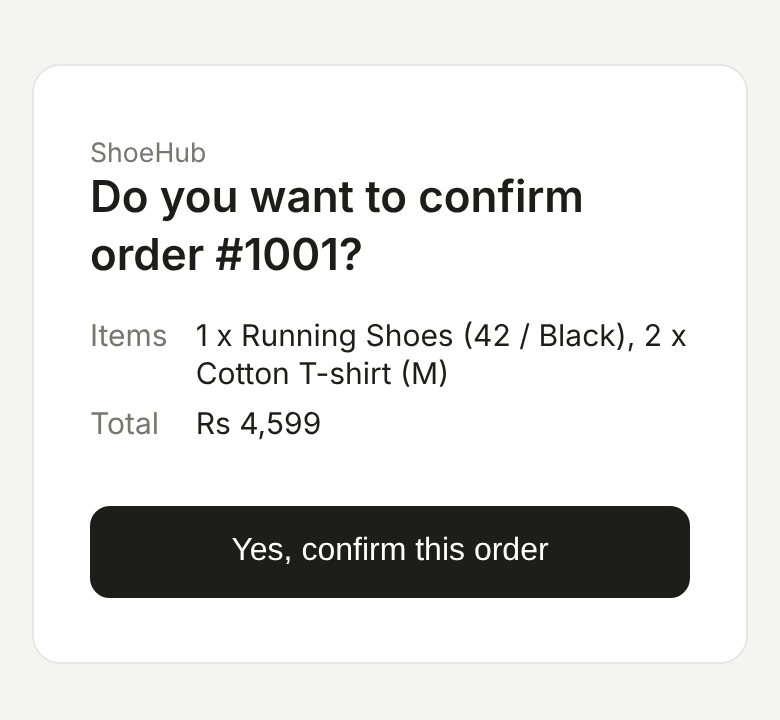 ShoeHub
Do you want to confirm
order #1001?
Items 1 x Running Shoes (42 / Black), 2 x
Cotton T-shirt (M)
Total Rs 4,599
Yes, confirm this order